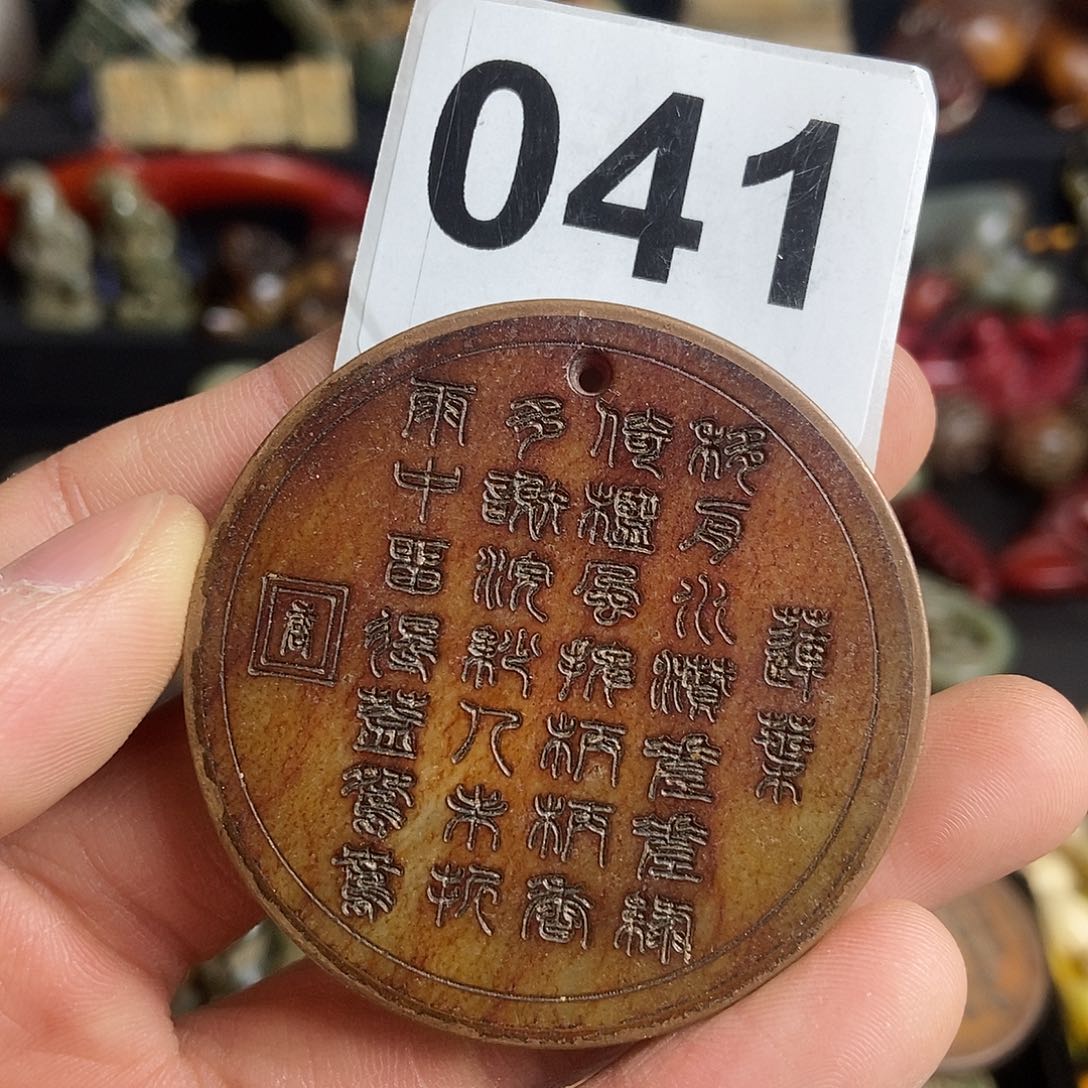 041
蓮葉
移舟水濺差差綠
倚檻風柄柄香
多謝浣紗人未折
雨中留得蓋鴛鴦